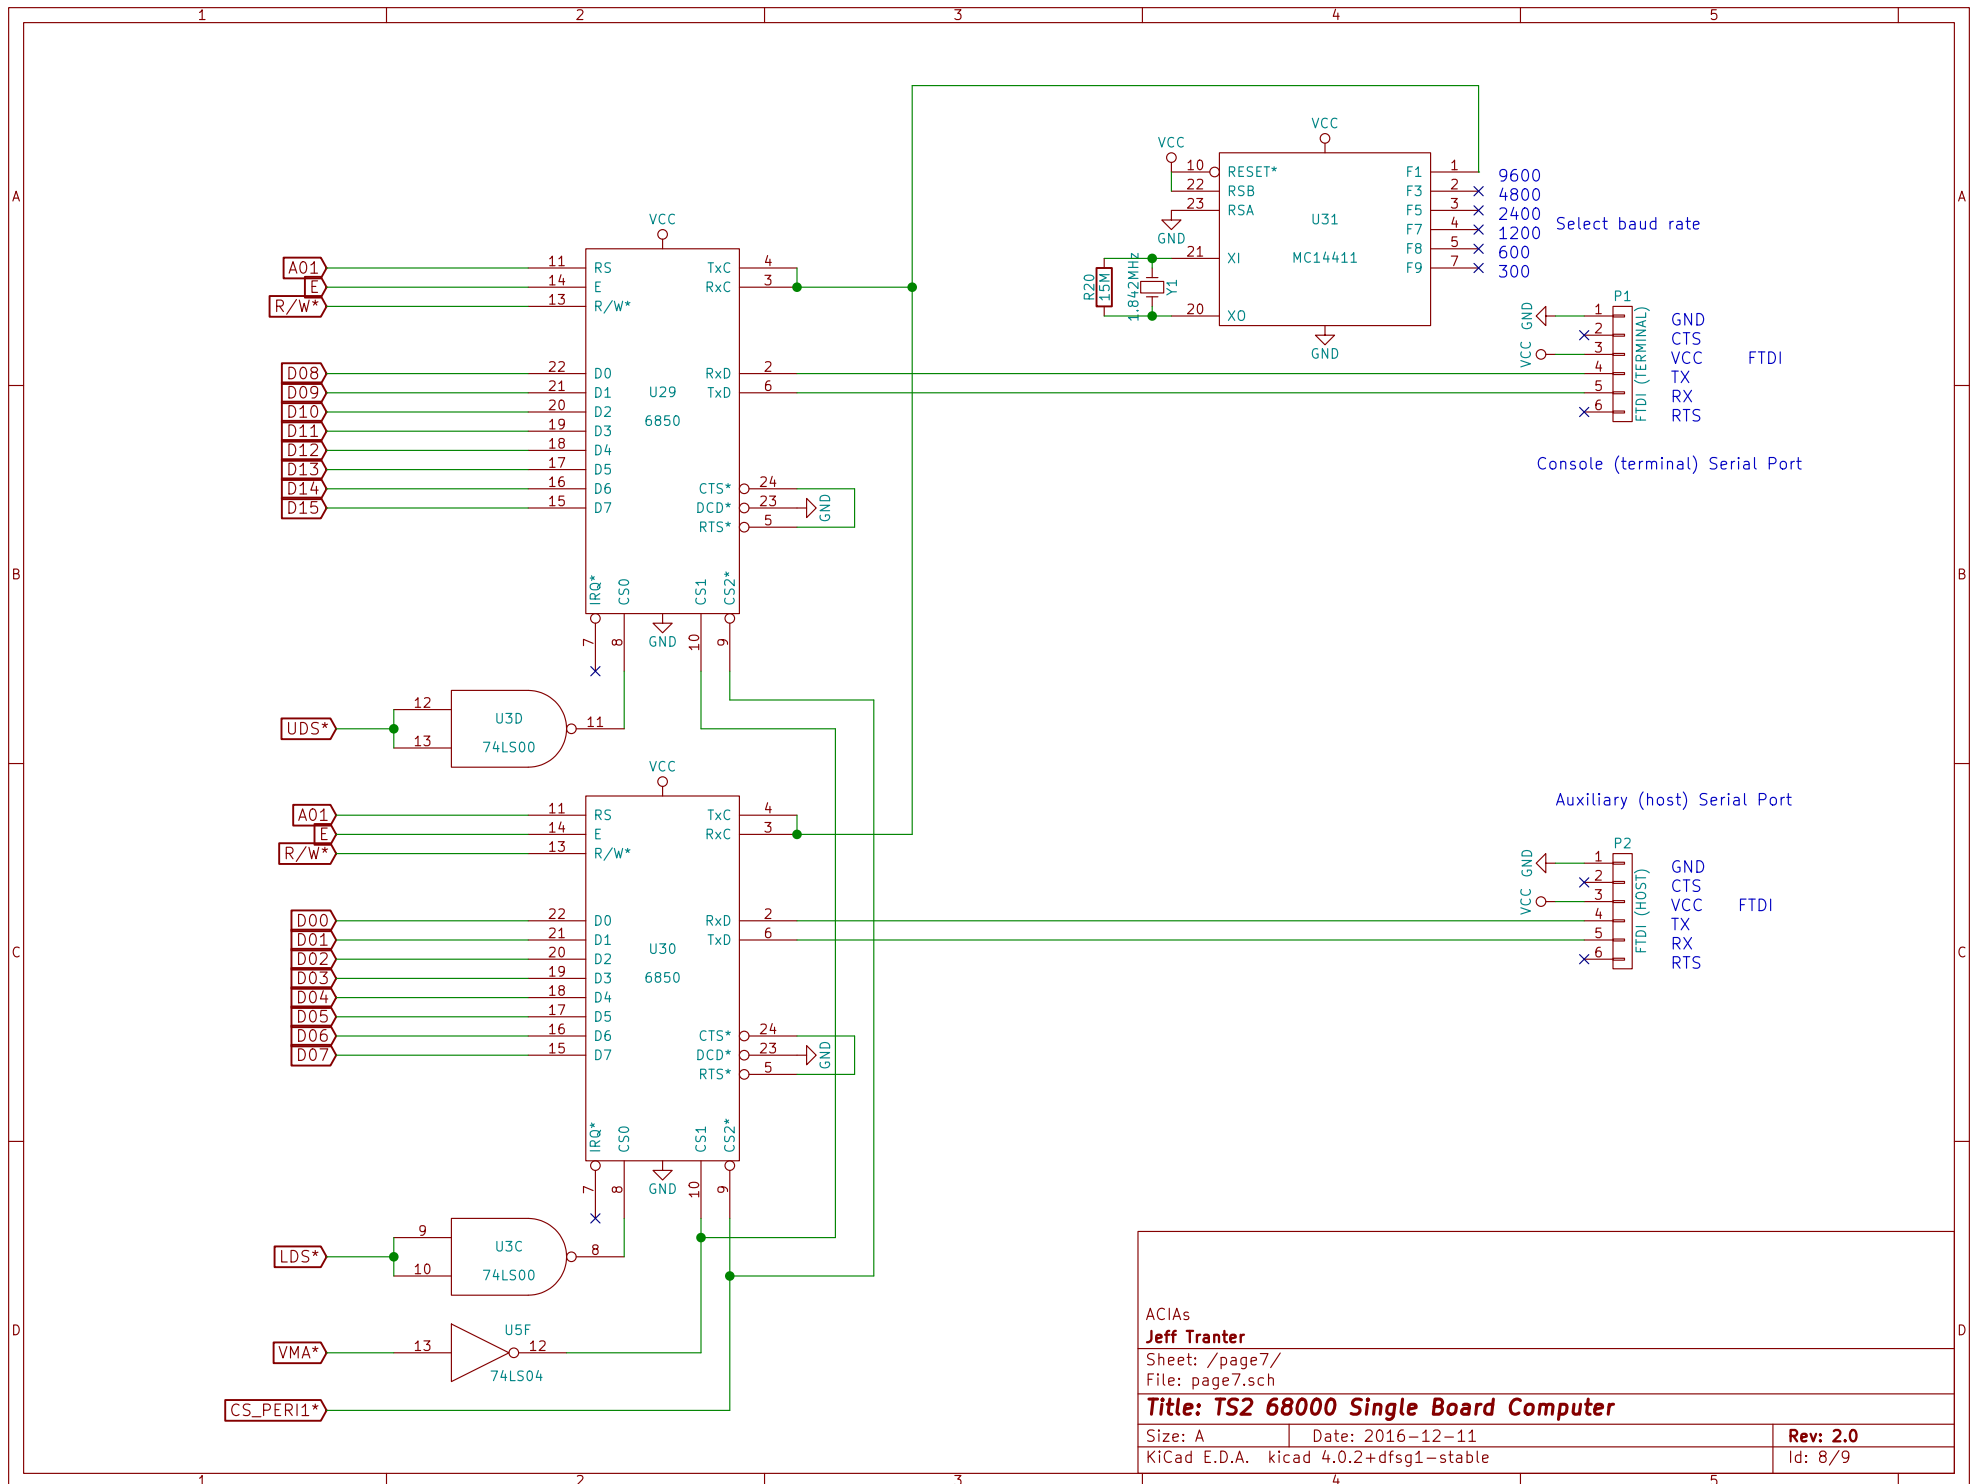 1 2 3 4 5
A
B
C
D
A
B
C
D
1 2 3 4 5
VCC
A01 11 RS
E 14 E
R/W* 13 R/W*
D08 22 D0
D09 21 D1
D10 20 D2
D11 19 D3
D12 18 D4
D13 17 D5
D14 16 D6
D15 15 D7
U29
6850
TxC 4
RxC 3
RxD 2
TxD 6
CTS* 24
DCD* 23 GND
RTS* 5
IRQ* CS0 CS1 CS2*
7 8 GND 10 9
UDS*
12
13
U3D
74LS00
11
VCC
A01 11 RS
E 14 E
R/W* 13 R/W*
D00 22 D0
D01 21 D1
D02 20 D2
D03 19 D3
D04 18 D4
D05 17 D5
D06 16 D6
D07 15 D7
U30
6850
TxC 4
RxC 3
RxD 2
TxD 6
CTS* 24
DCD* 23 GND
RTS* 5
IRQ* CS0 CS1 CS2*
7 8 GND 10 9
LDS*
9
10
U3C
74LS00
8
VMA*
13
U5F
12
74LS04
CS_PERI1*
VCC
VCC
10 RESET*
22 RSB
23 RSA
GND
21 XI
20 XO
U31
MC14411
GND
R20
15M
1.842MHz
Y1
F1 1 9600
F3 2 4800
F5 3 2400
F7 4 1200
F8 5 600
F9 7 300
Select baud rate
P1
GND 1 GND
2 CTS
VCC 3 VCC FTDI
4 TX
5 RX
6 RTS
FTDI (TERMINAL)
Console (terminal) Serial Port
Auxiliary (host) Serial Port
P2
GND 1 GND
2 CTS
VCC 3 VCC FTDI
4 TX
5 RX
6 RTS
FTDI (HOST)
ACIAs
Jeff Tranter
Sheet: /page7/
File: page7.sch
Title: TS2 68000 Single Board Computer
Size: A Date: 2016-12-11 Rev: 2.0
KiCad E.D.A. kicad 4.0.2+dfsg1-stable Id: 8/9